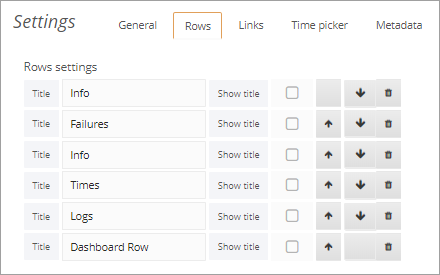 Settings General Rows Links Time picker Metadata
Rows settings
Title Info Show title
Title Failures Show title
Title Info Show title
Title Times Show title
Title Logs Show title
Title Dashboard Row Show title